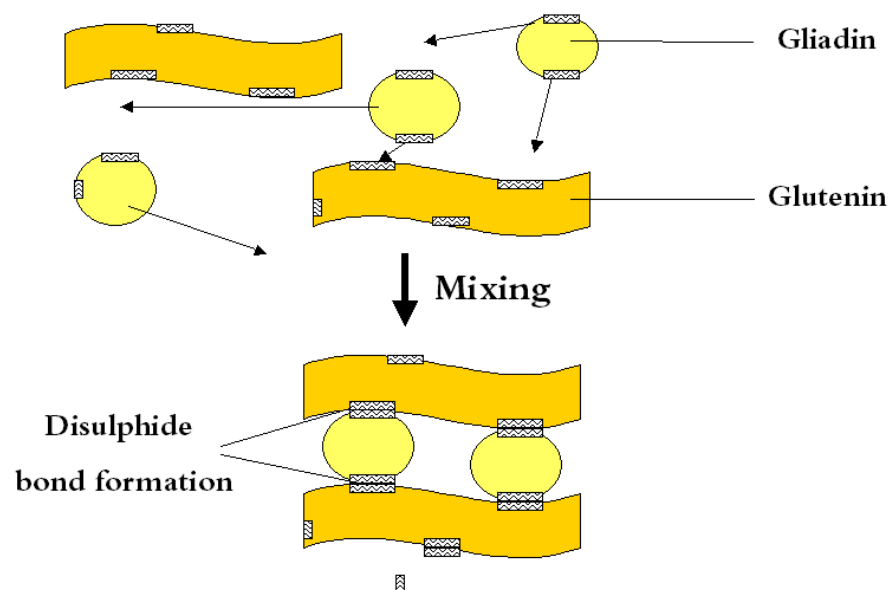 Gliadin
Glutenin
Mixing
Disulphide
bond formation